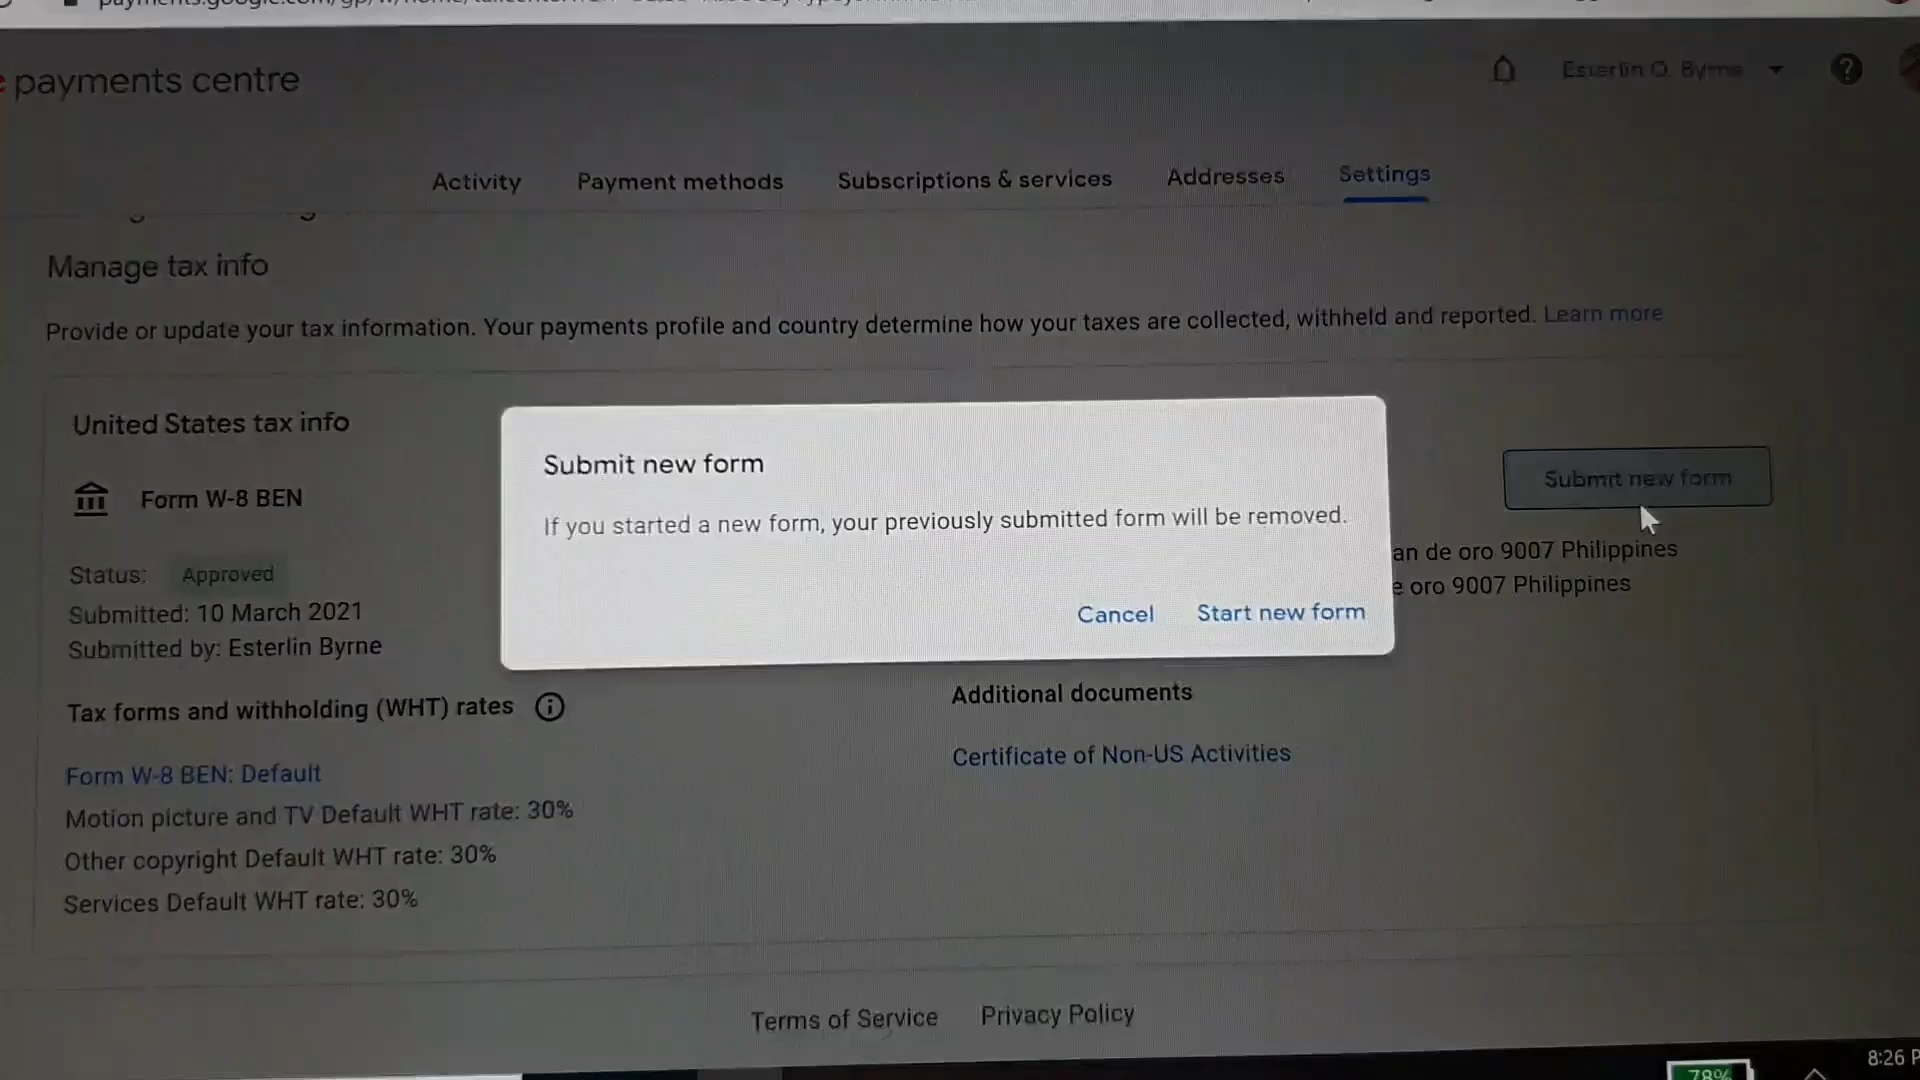 payments centre
Esterlin O. Byrne
Activity
Payment methods
Subscriptions & services
Addresses
Settings
Manage tax info
Provide or update your tax information. Your payments profile and country determine how your taxes are collected, withheld and reported. Learn more
United States tax info
Form W-8 BEN
Status: Approved
Submitted: 10 March 2021
Submitted by: Esterlin Byrne
Submit new form
If you started a new form, your previously submitted form will be removed.
Cancel
Start new form
Submit new form
an de oro 9007 Philippines
e oro 9007 Philippines
Tax forms and withholding (WHT) rates
Form W-8 BEN: Default
Motion picture and TV Default WHT rate: 30%
Other copyright Default WHT rate: 30%
Services Default WHT rate: 30%
Additional documents
Certificate of Non-US Activities
Terms of Service
Privacy Policy
78%
8:26 P